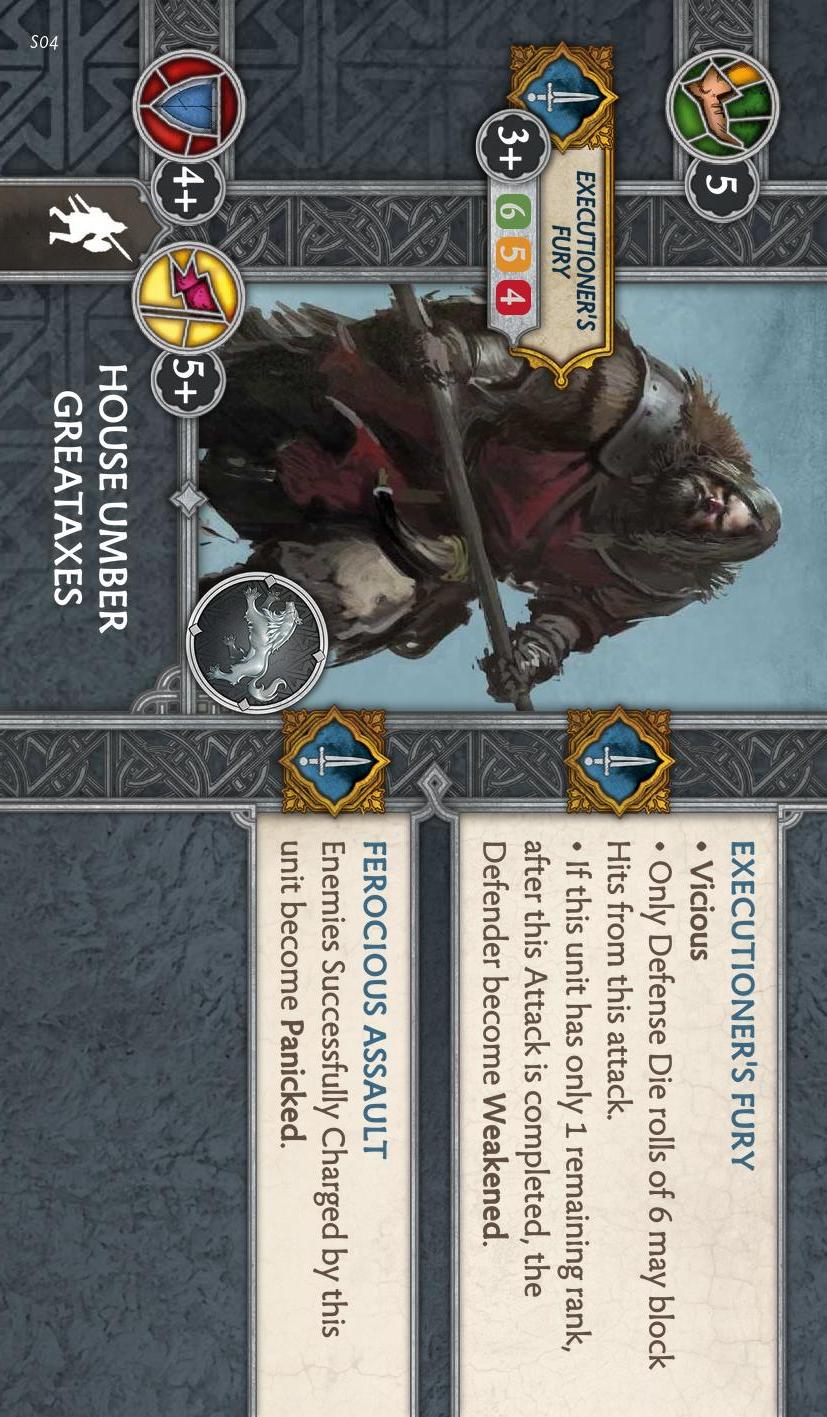 5
EXECUTIONER'S
FURY
3+
6 5 4
4+
5+
HOUSE UMBER
GREATAXES
S04
EXECUTIONER'S FURY
• Vicious
• Only Defense Die rolls of 6 may block
Hits from this attack.
• If this unit has only 1 remaining rank,
after this Attack is completed, the
Defender become Weakened.
FEROCIOUS ASSAULT
Enemies Successfully Charged by this
unit become Panicked.